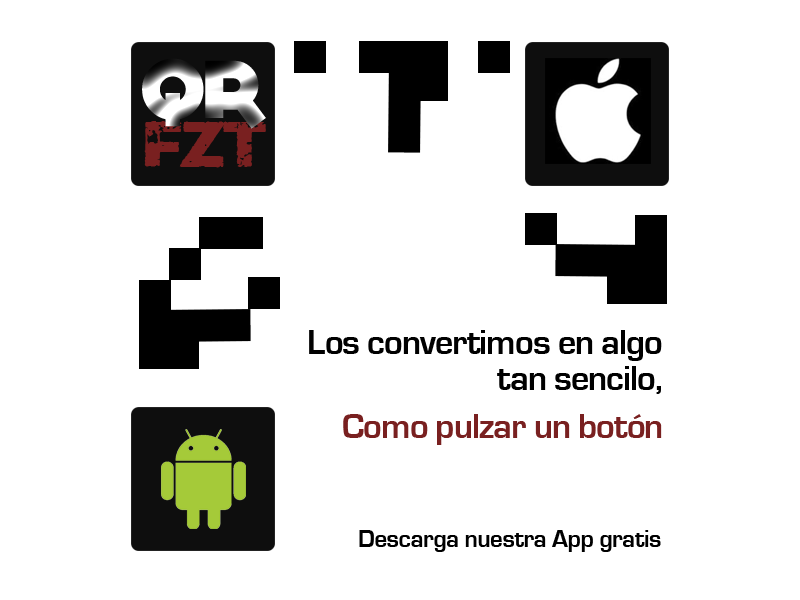 QR
FZT
Los convertimos en algo
tan sencilo,
Como pulzar un botón
Descarga nuestra App gratis